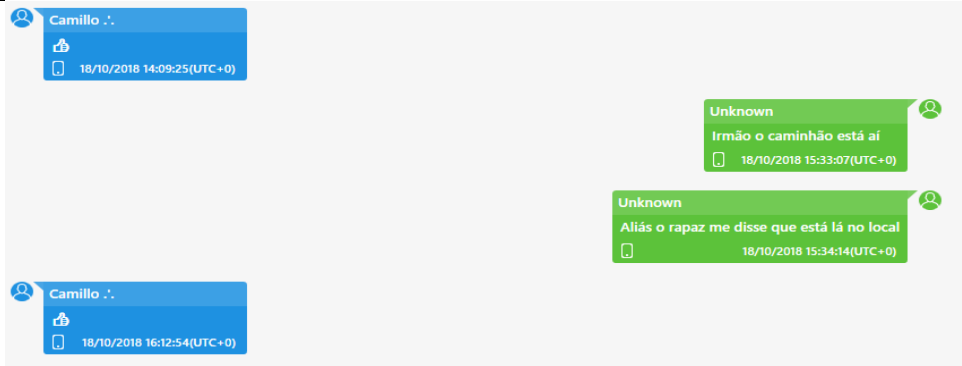 Camillo ∴
👍
18/10/2018 14:09:25(UTC+0)
Unknown
Irmão o caminhão está aí
18/10/2018 15:33:07(UTC+0)
Unknown
Aliás o rapaz me disse que está lá no local
18/10/2018 15:34:14(UTC+0)
Camillo ∴
👍
18/10/2018 16:12:54(UTC+0)